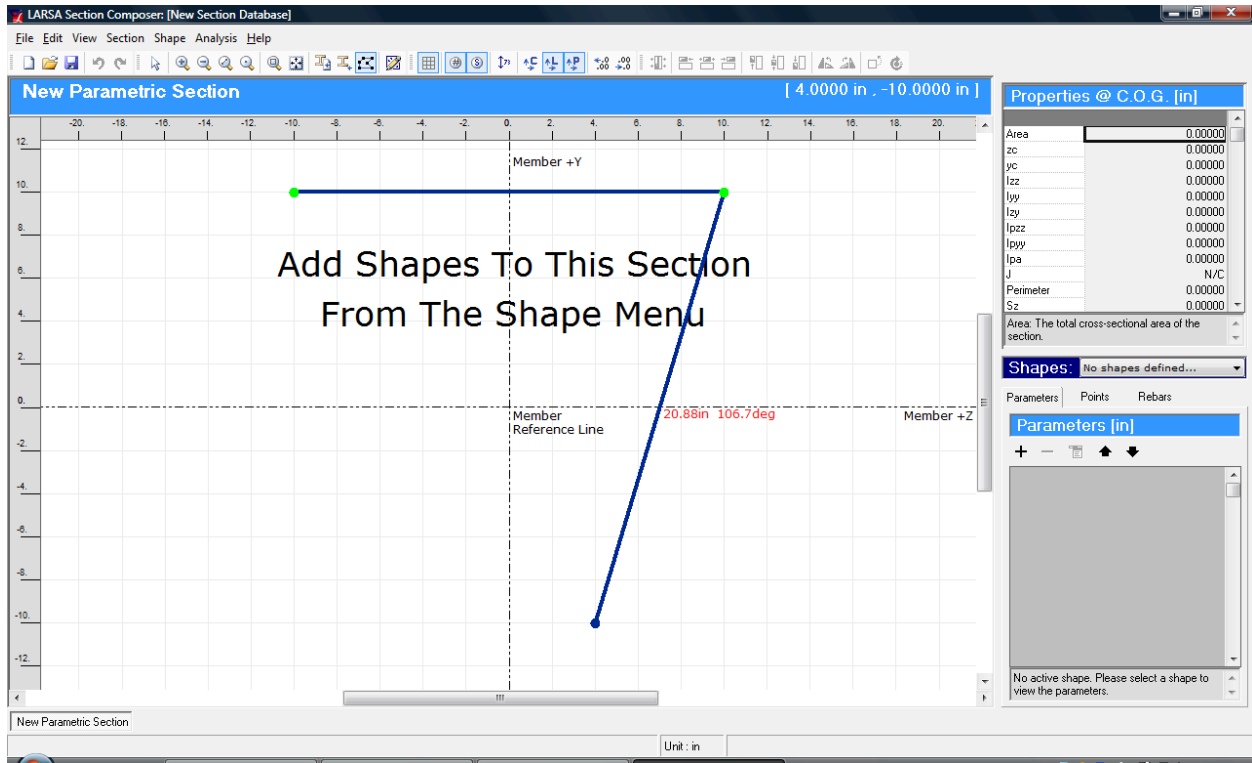 LARSA Section Composer: [New Section Database]
File Edit View Section Shape Analysis Help
New Parametric Section [ 4.0000 in , -10.0000 in ]
-20. -18. -16. -14. -12. -10. -8. -6. -4. -2. 0. 2. 4. 6. 8. 10. 12. 14. 16. 18. 20.
12.
10.
8.
6.
4.
2.
0.
-2.
-4.
-6.
-8.
-10.
-12.
Member +Y
Add Shapes To This Section
From The Shape Menu
Member
Reference Line
20.88in 106.7deg
Member +Z
Properties @ C.O.G. [in]
Area 0.00000
zc 0.00000
yc 0.00000
Izz 0.00000
Iyy 0.00000
Izy 0.00000
Ipzz 0.00000
Ipyy 0.00000
Ipa 0.00000
J N/C
Perimeter 0.00000
Sz 0.00000
Area: The total cross-sectional area of the
section.
Shapes: No shapes defined...
Parameters Points Rebars
Parameters [in]
No active shape. Please select a shape to
view the parameters.
New Parametric Section
Unit : in